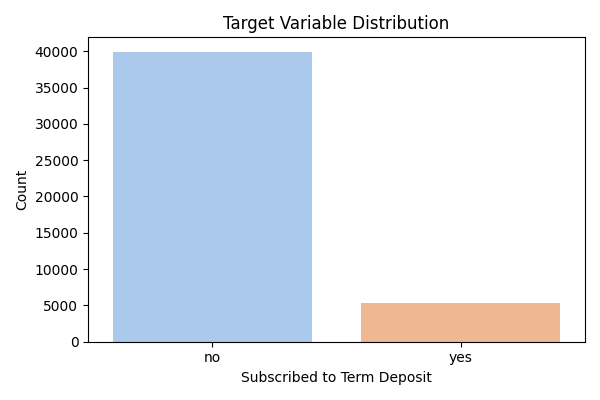 Target Variable Distribution
40000
35000
30000
25000
20000
15000
10000
5000
0
Count
no
yes
Subscribed to Term Deposit